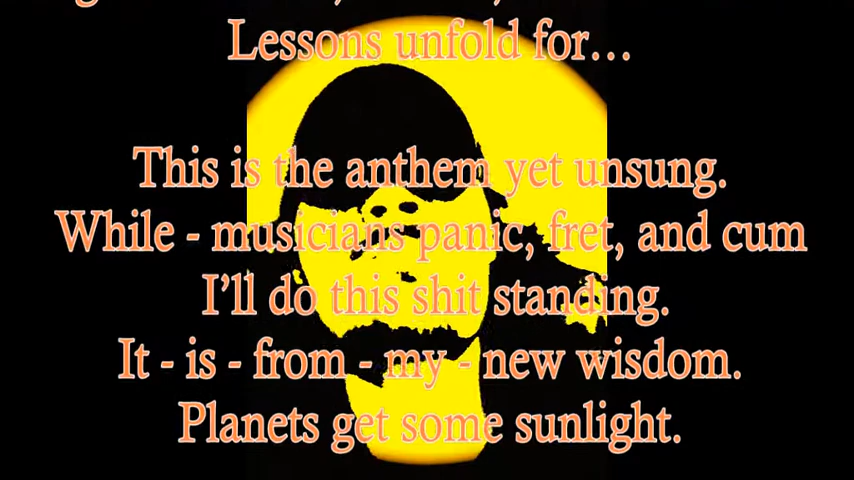 Lessons unfold for…
This is the anthem yet unsung.
While - musicians panic, fret, and cum
I'll do this shit standing.
It - is - from - my - new wisdom.
Planets get some sunlight.